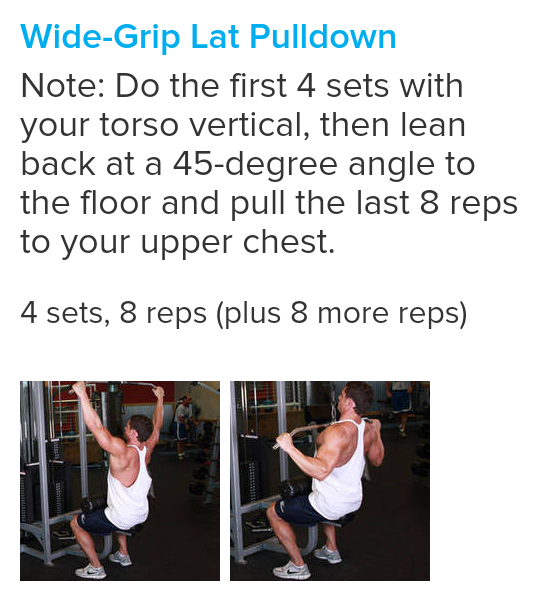 Wide-Grip Lat Pulldown
Note: Do the first 4 sets with
your torso vertical, then lean
back at a 45-degree angle to
the floor and pull the last 8 reps
to your upper chest.
4 sets, 8 reps (plus 8 more reps)